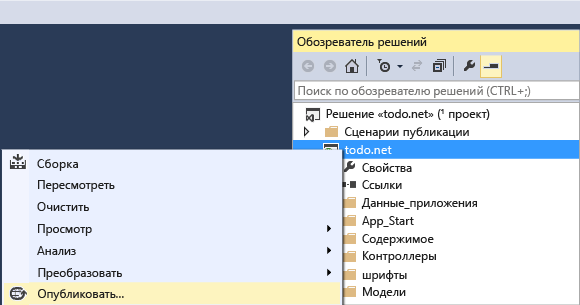 Обозреватель решений
Поиск по обозревателю решений (CTRL+;)
Решение «todo.net» (1 проект)
Сценарии публикации
todo.net
Свойства
Ссылки
Данные_приложения
App_Start
Содержимое
Контроллеры
шрифты
Модели
Сборка
Пересмотреть
Очистить
Просмотр
Анализ
Преобразовать
Опубликовать...